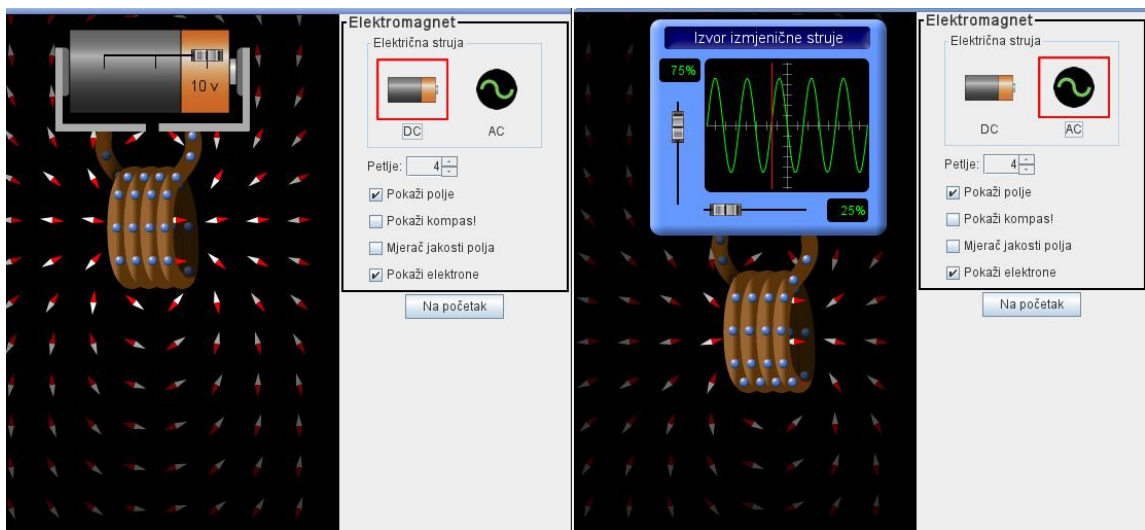 Elektromagnet
Električna struja
10 v
DC
AC
Petlje: 4
Pokaži polje
Pokaži kompas!
Mjerač jakosti polja
Pokaži elektrone
Na početak
Izvor izmjenične struje
75%
25%
Elektromagnet
Električna struja
DC
AC
Petlje: 4
Pokaži polje
Pokaži kompas!
Mjerač jakosti polja
Pokaži elektrone
Na početak